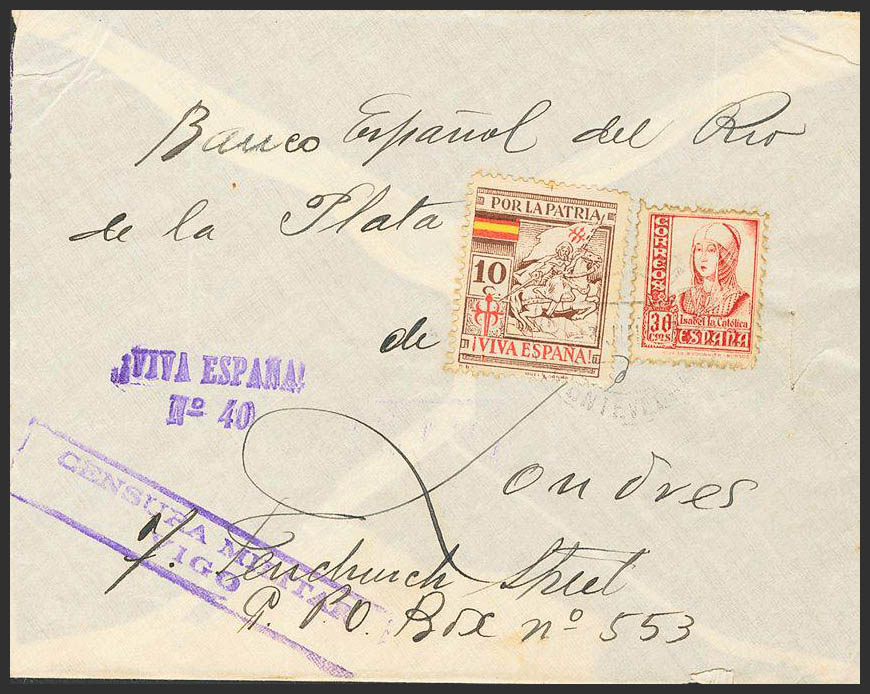 Banco Español del Rio
de la Plata
de
Londres
7. Fenchurch Street
P. P.O. Box nº 553
POR LA PATRIA!
10
C.
¡VIVA ESPAÑA!
CORREOS
30
CTS
Isabel la Católica
ESPAÑA
¡VIVA ESPAÑA!
Nº 40
CENSURA MILITAR
VIGO